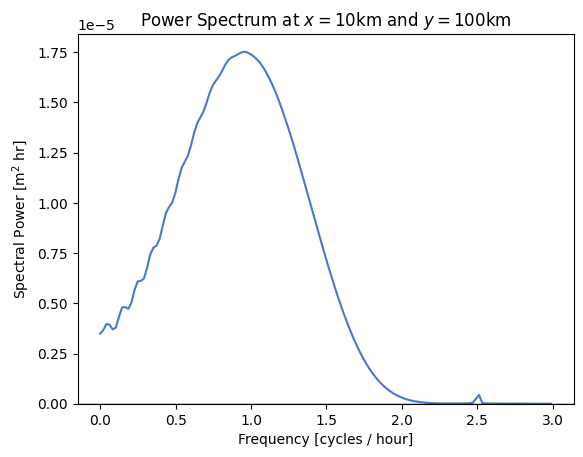 Power Spectrum at x = 10km and y = 100km
1e−5
1.75
1.50
1.25
1.00
0.75
0.50
0.25
0.00
Spectral Power [m² hr]
0.0 0.5 1.0 1.5 2.0 2.5 3.0
Frequency [cycles / hour]